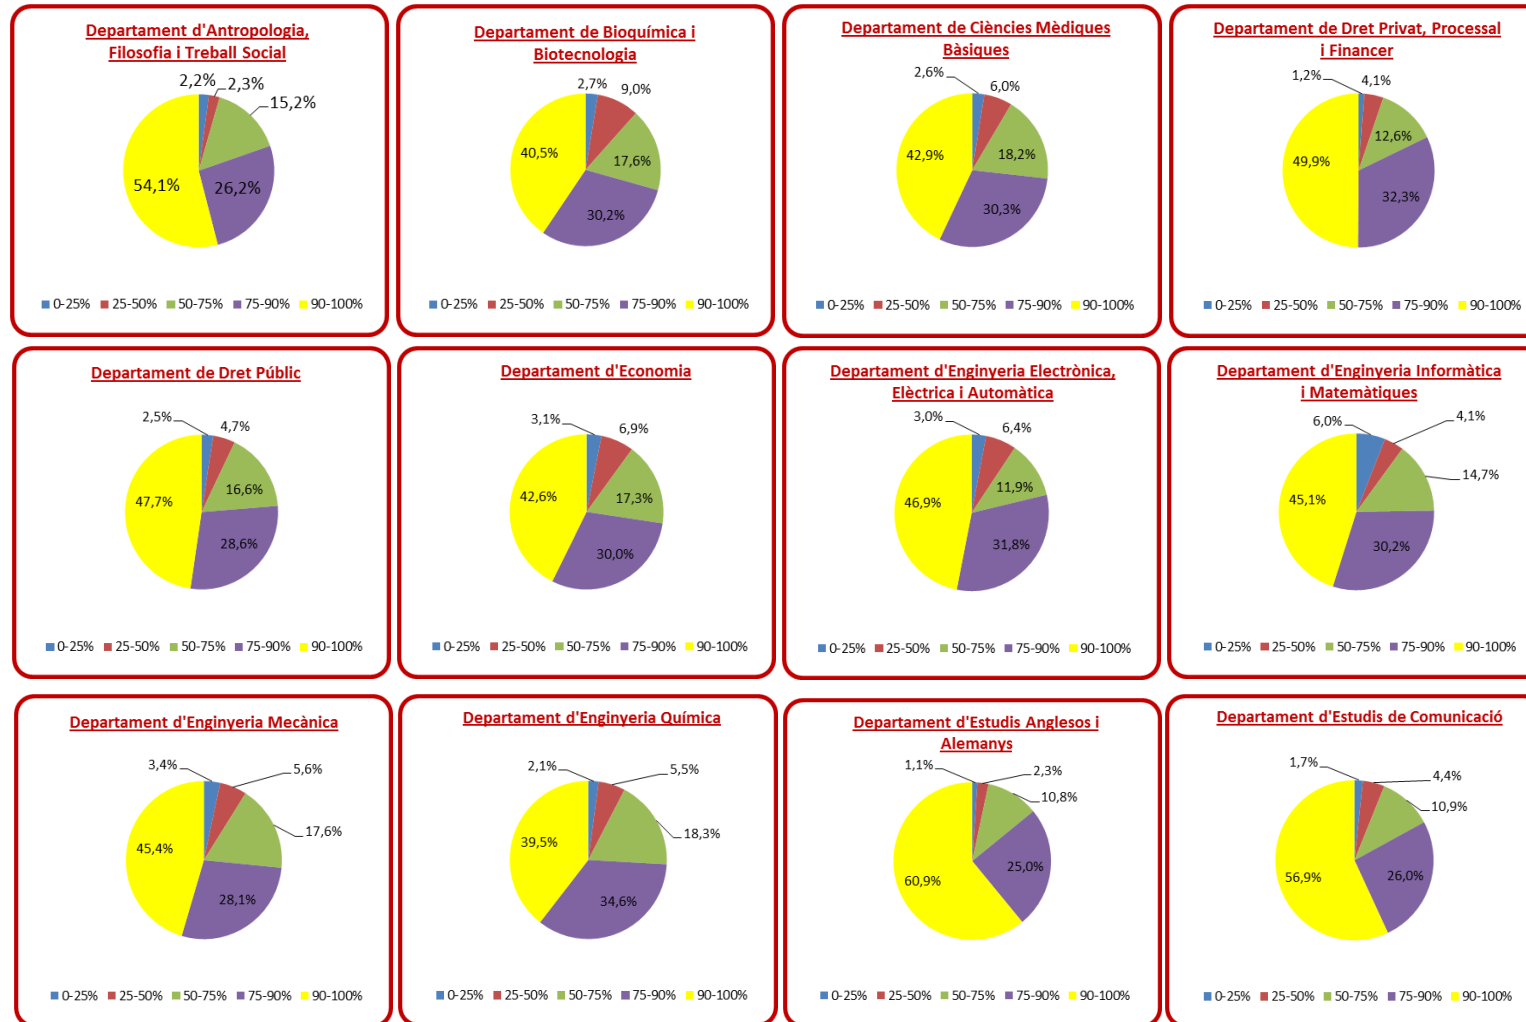 Departament d'Antropologia,
Filosofia i Treball Social
2,2%
2,3%
15,2%
26,2%
54,1%
0-25% 25-50% 50-75% 75-90% 90-100%
Departament de Bioquímica i
Biotecnologia
2,7%
9,0%
17,6%
30,2%
40,5%
0-25% 25-50% 50-75% 75-90% 90-100%
Departament de Ciències Mèdiques
Bàsiques
2,6%
6,0%
18,2%
30,3%
42,9%
0-25% 25-50% 50-75% 75-90% 90-100%
Departament de Dret Privat, Processal
i Financer
1,2%
4,1%
12,6%
32,3%
49,9%
0-25% 25-50% 50-75% 75-90% 90-100%
Departament de Dret Públic
2,5%
4,7%
16,6%
28,6%
47,7%
0-25% 25-50% 50-75% 75-90% 90-100%
Departament d'Economia
3,1%
6,9%
17,3%
30,0%
42,6%
0-25% 25-50% 50-75% 75-90% 90-100%
Departament d'Enginyeria Electrònica,
Elèctrica i Automàtica
3,0%
6,4%
11,9%
31,8%
46,9%
0-25% 25-50% 50-75% 75-90% 90-100%
Departament d'Enginyeria Informàtica
i Matemàtiques
6,0%
4,1%
14,7%
30,2%
45,1%
0-25% 25-50% 50-75% 75-90% 90-100%
Departament d'Enginyeria Mecànica
3,4%
5,6%
17,6%
28,1%
45,4%
0-25% 25-50% 50-75% 75-90% 90-100%
Departament d'Enginyeria Química
2,1%
5,5%
18,3%
34,6%
39,5%
0-25% 25-50% 50-75% 75-90% 90-100%
Departament d'Estudis Anglesos i
Alemanys
1,1%
2,3%
10,8%
25,0%
60,9%
0-25% 25-50% 50-75% 75-90% 90-100%
Departament d'Estudis de Comunicació
1,7%
4,4%
10,9%
26,0%
56,9%
0-25% 25-50% 50-75% 75-90% 90-100%